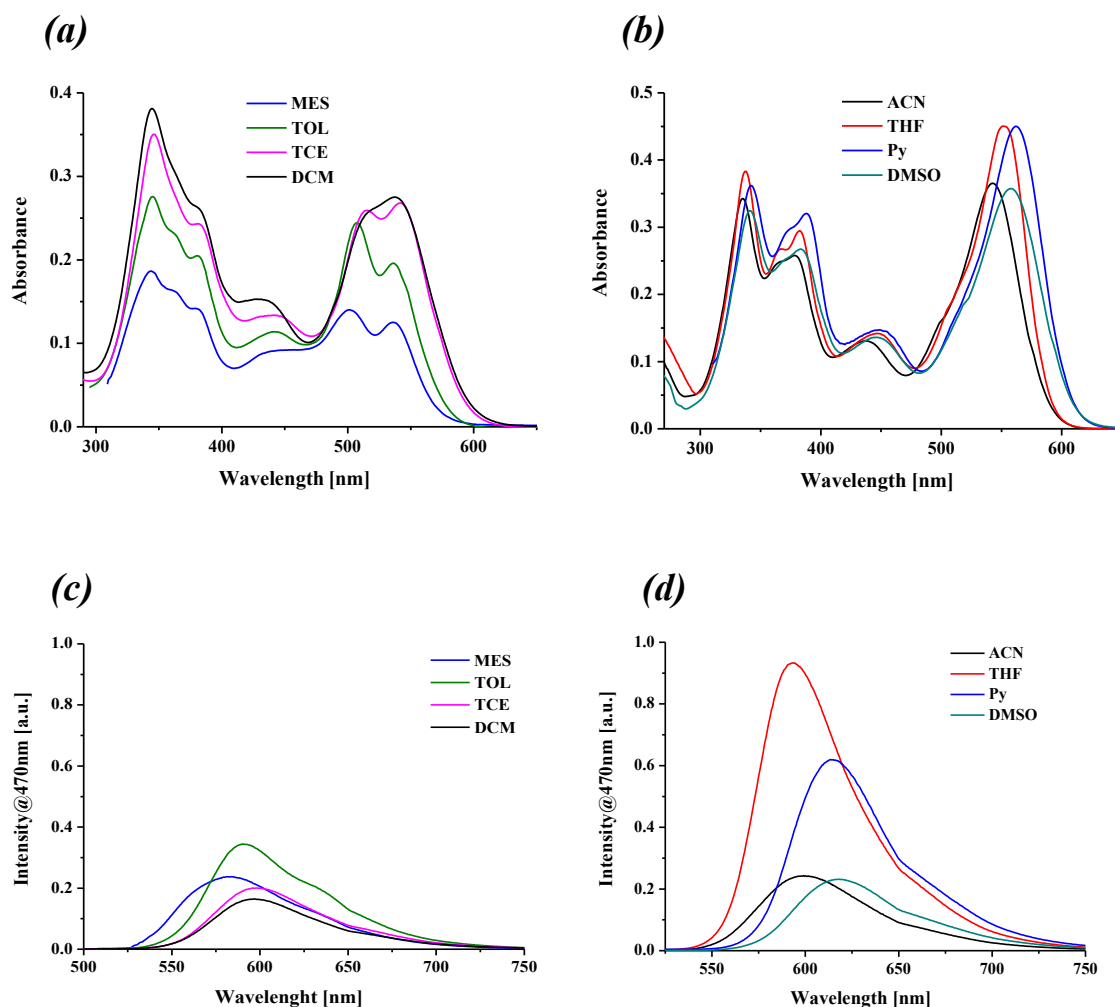 (a)
0.4
0.3
0.2
0.1
0.0
Absorbance
MES
TOL
TCE
DCM
300 400 500 600
Wavelength [nm]
(b)
0.5
0.4
0.3
0.2
0.1
0.0
Absorbance
ACN
THF
Py
DMSO
300 400 500 600
Wavelength [nm]
(c)
1.0
0.8
0.6
0.4
0.2
0.0
Intensity@470nm [a.u.]
MES
TOL
TCE
DCM
500 550 600 650 700 750
Wavelenght [nm]
(d)
1.0
0.8
0.6
0.4
0.2
0.0
Intensity@470nm [a.u.]
ACN
THF
Py
DMSO
550 600 650 700 750
Wavelength [nm]